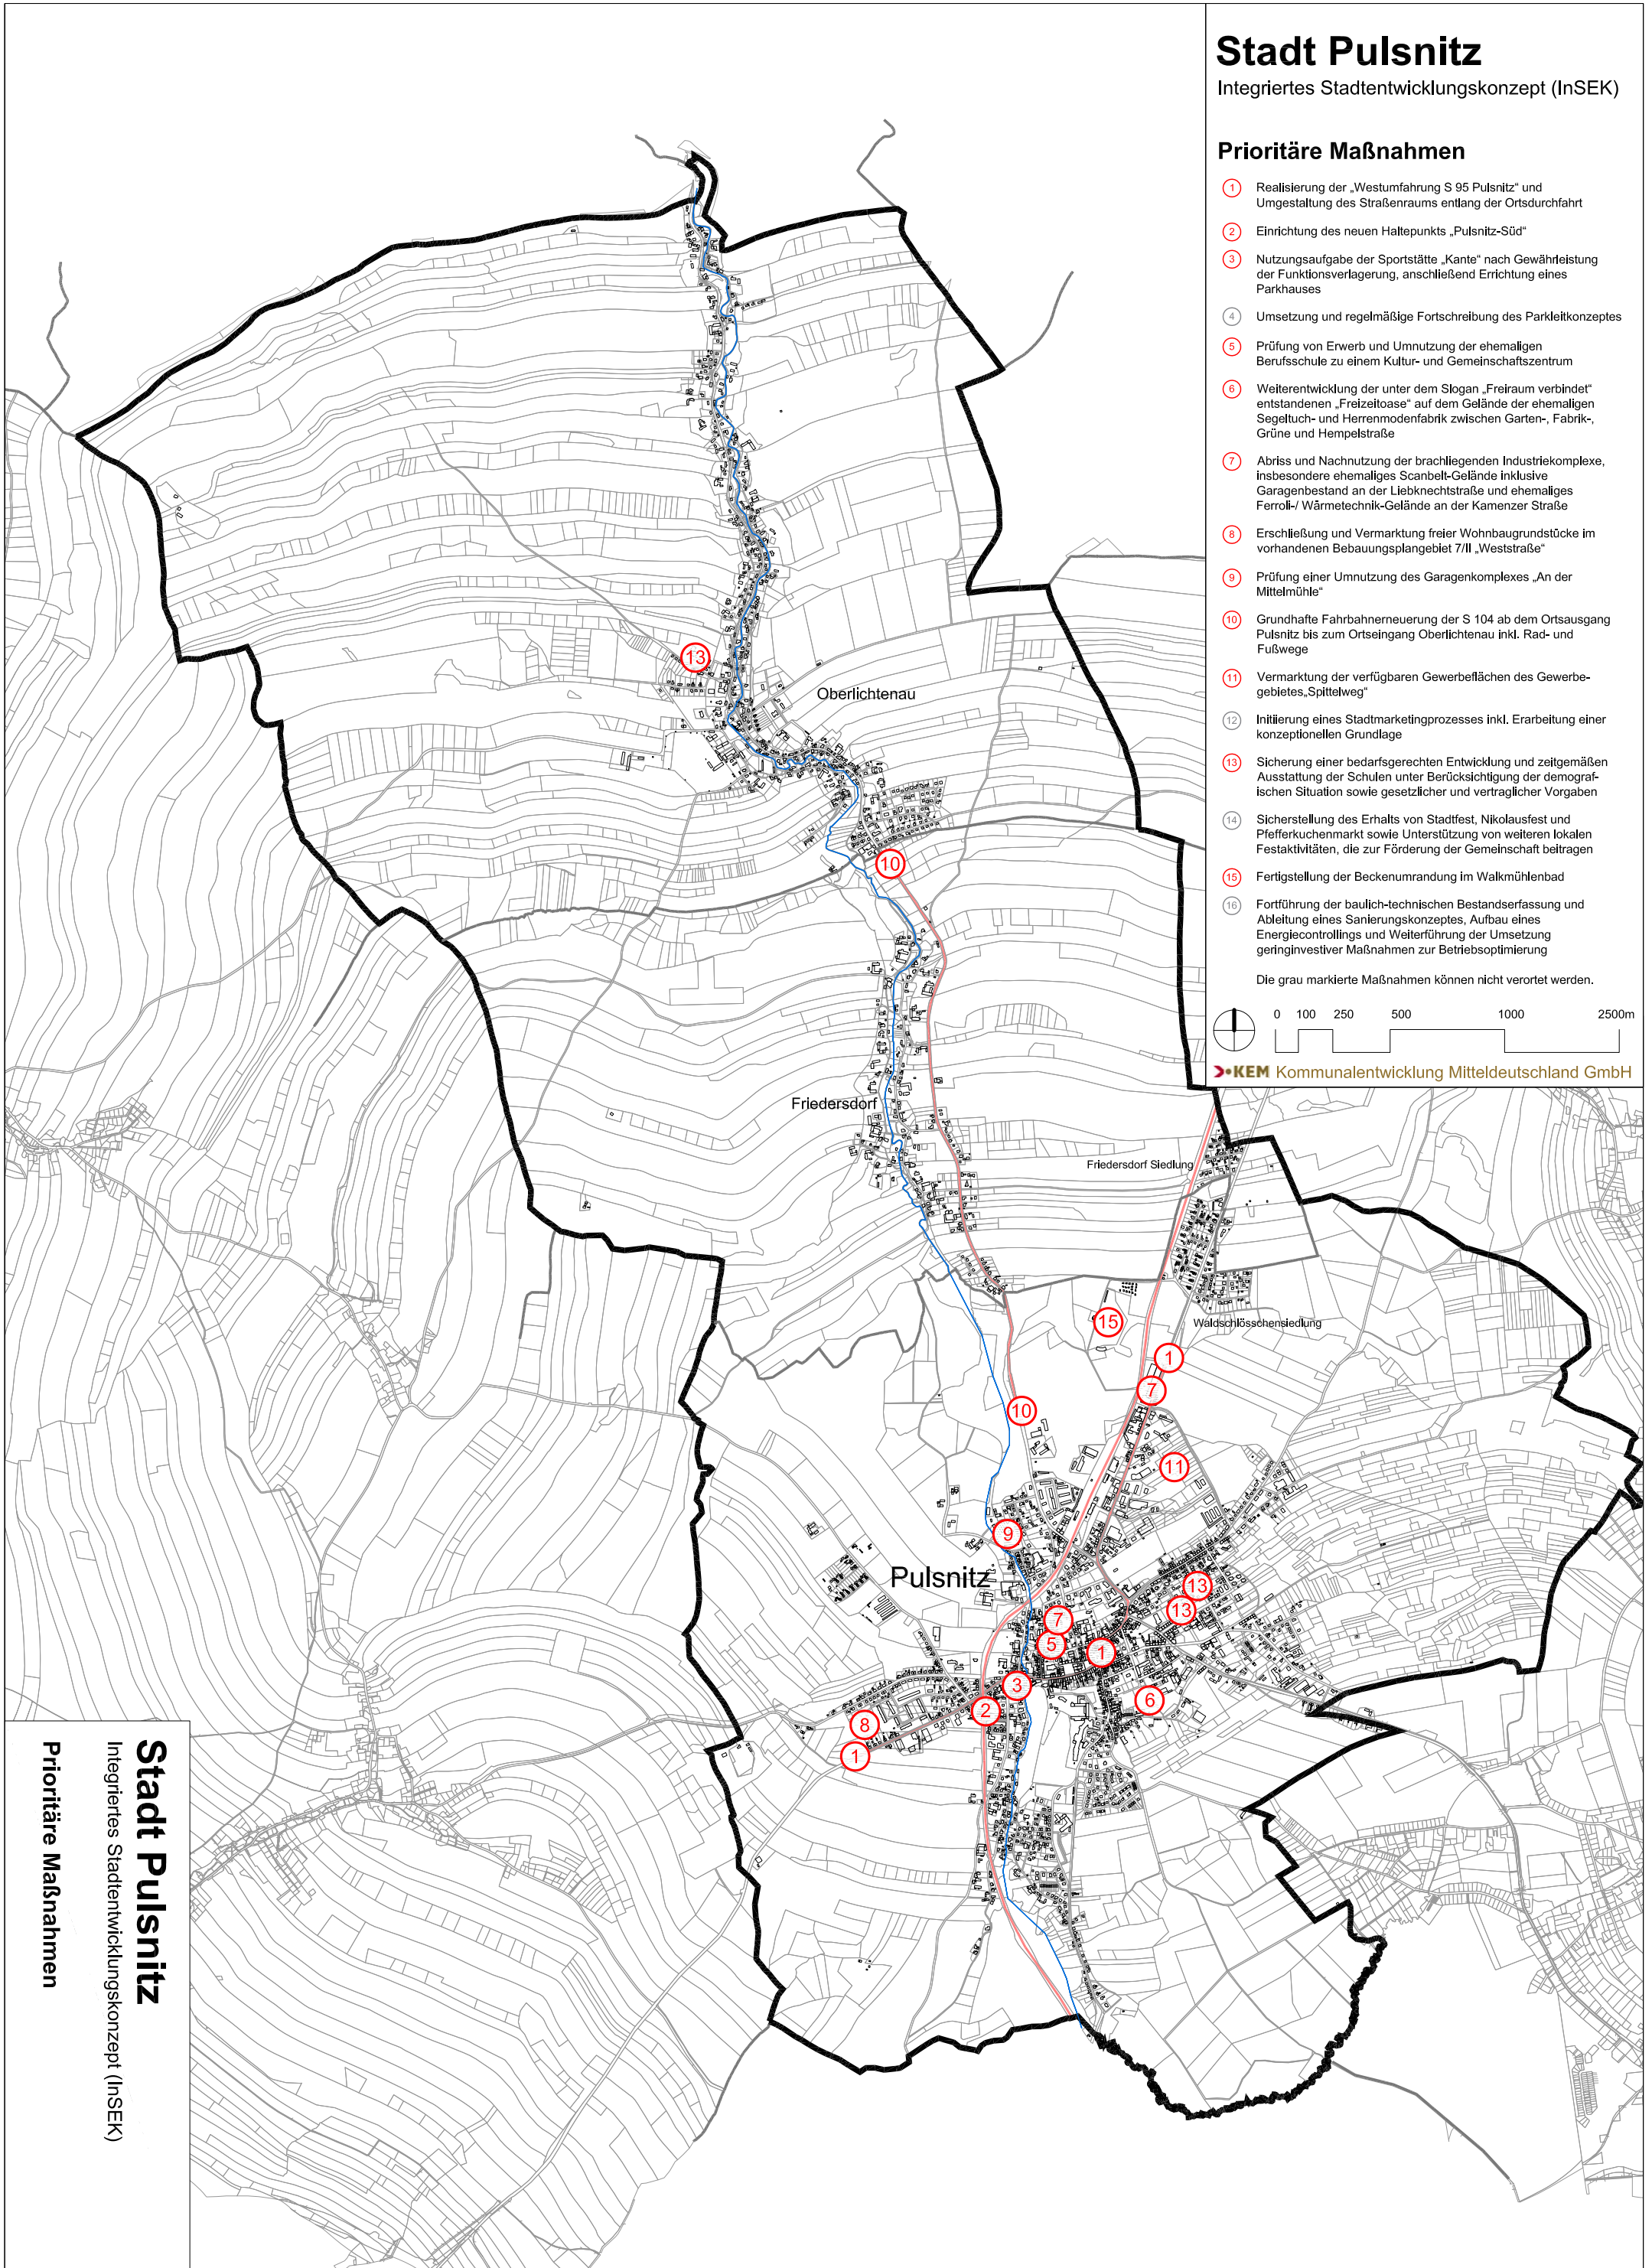 Stadt Pulsnitz
Integriertes Stadtentwicklungskonzept (InSEK)
Prioritäre Maßnahmen
1 Realisierung der „Westumfahrung S 95 Pulsnitz“ und
Umgestaltung des Straßenraums entlang der Ortsdurchfahrt
2 Einrichtung des neuen Haltepunkts „Pulsnitz-Süd“
3 Nutzungsaufgabe der Sportstätte „Kante“ nach Gewährleistung
der Funktionsverlagerung, anschließend Errichtung eines
Parkhauses
4 Umsetzung und regelmäßige Fortschreibung des Parkleitkonzeptes
5 Prüfung von Erwerb und Umnutzung der ehemaligen
Berufsschule zu einem Kultur- und Gemeinschaftszentrum
6 Weiterentwicklung der unter dem Slogan „Freiraum verbindet“
entstandenen „Freizeitoase“ auf dem Gelände der ehemaligen
Segeltuch- und Herrenmodenfabrik zwischen Garten-, Fabrik-,
Grüne und Hempelstraße
7 Abriss und Nachnutzung der brachliegenden Industriekomplexe,
insbesondere ehemaliges Scanbelt-Gelände inklusive
Garagenbestand an der Liebknechtstraße und ehemaliges
Ferroli-/ Wärmetechnik-Gelände an der Kamenzer Straße
8 Erschließung und Vermarktung freier Wohnbaugrundstücke im
vorhandenen Bebauungsplangebiet 7/II „Weststraße“
9 Prüfung einer Umnutzung des Garagenkomplexes „An der
Mittelmühle“
10 Grundhafte Fahrbahnerneuerung der S 104 ab dem Ortsausgang
Pulsnitz bis zum Ortseingang Oberlichtenau inkl. Rad- und
Fußwege
11 Vermarktung der verfügbaren Gewerbeflächen des Gewerbe-
gebietes„Spittelweg“
12 Initiierung eines Stadtmarketingprozesses inkl. Erarbeitung einer
konzeptionellen Grundlage
13 Sicherung einer bedarfsgerechten Entwicklung und zeitgemäßen
Ausstattung der Schulen unter Berücksichtigung der demograf-
ischen Situation sowie gesetzlicher und vertraglicher Vorgaben
14 Sicherstellung des Erhalts von Stadtfest, Nikolausfest und
Pfefferkuchenmarkt sowie Unterstützung von weiteren lokalen
Festaktivitäten, die zur Förderung der Gemeinschaft beitragen
15 Fertigstellung der Beckenumrandung im Walkmühlenbad
16 Fortführung der baulich-technischen Bestandserfassung und
Ableitung eines Sanierungskonzeptes, Aufbau eines
Energiecontrollings und Weiterführung der Umsetzung
geringinvestiver Maßnahmen zur Betriebsoptimierung
Die grau markierte Maßnahmen können nicht verortet werden.
0 100 250 500 1000 2500m
KEM Kommunalentwicklung Mitteldeutschland GmbH
13
Oberlichtenau
10
Friedersdorf
Friedersdorf Siedlung
15
Waldschlösschensiedlung
1
7
10
11
9
Pulsnitz
13
13
7
5
1
3
6
2
8
1
Stadt Pulsnitz
Integriertes Stadtentwicklungskonzept (InSEK)
Prioritäre Maßnahmen